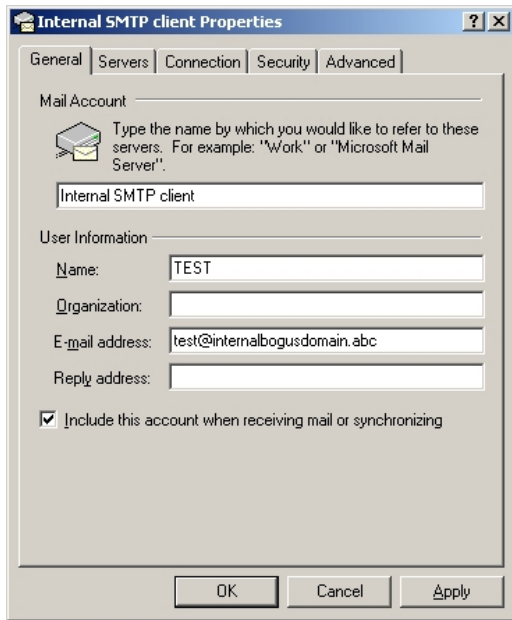 Internal SMTP client Properties
General Servers Connection Security Advanced
Mail Account
Type the name by which you would like to refer to these
servers. For example: "Work" or "Microsoft Mail
Server".
Internal SMTP client
User Information
Name: TEST
Organization:
E-mail address: test@internalbogusdomain.abc
Reply address:
Include this account when receiving mail or synchronizing
OK Cancel Apply